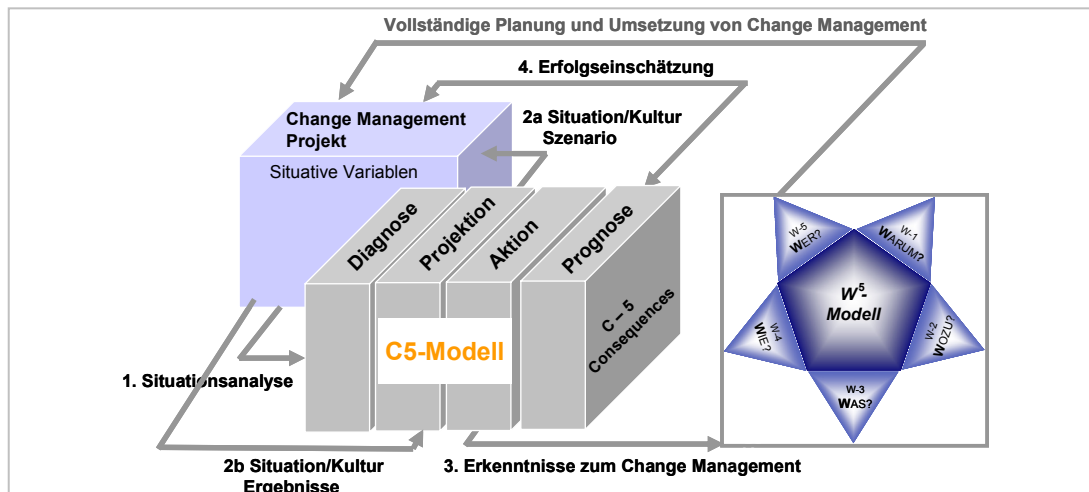 Vollständige Planung und Umsetzung von Change Management
4. Erfolgseinschätzung
Change Management
Projekt
2a Situation/Kultur
Szenario
Situative Variablen
Diagnose
Projektion
Aktion
Prognose
C – 5
Consequences
C5-Modell
W-5
WER?
W-1
WARUM?
W⁵-
Modell
W-4
WIE?
W-2
WOZU?
W-3
WAS?
1. Situationsanalyse
2b Situation/Kultur
Ergebnisse
3. Erkenntnisse zum Change Management